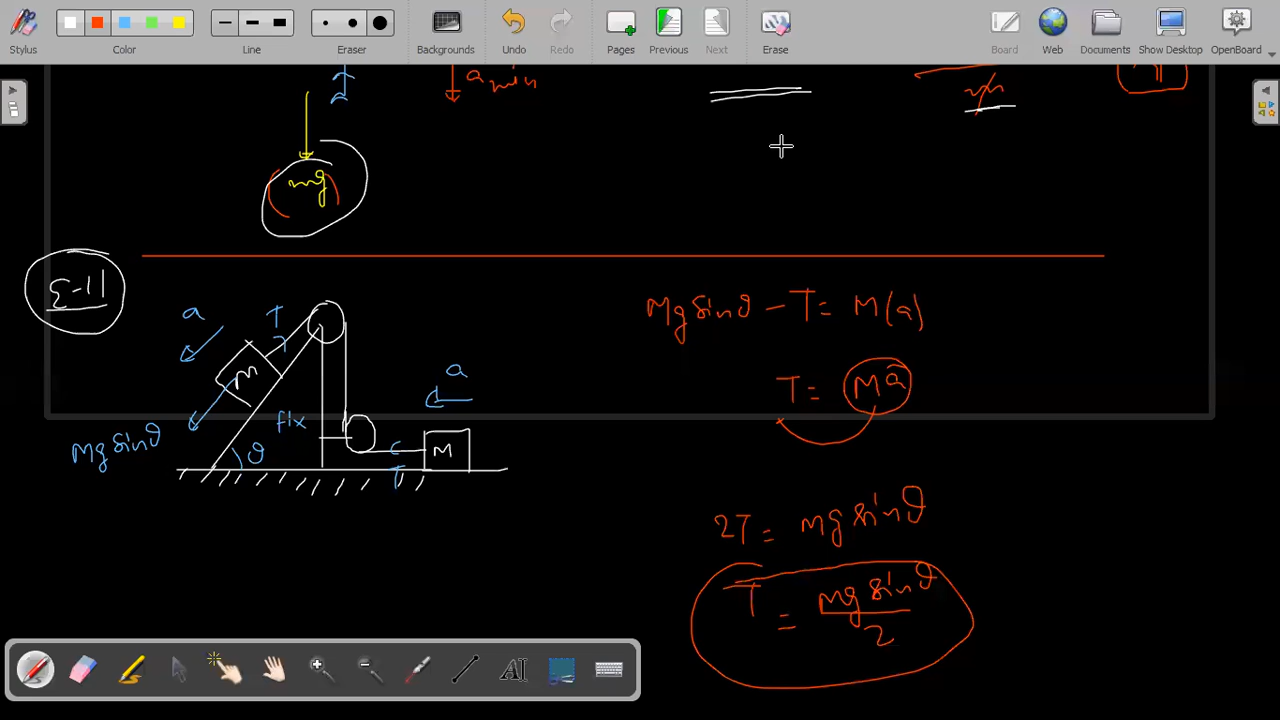 Stylus
Color
Line
Eraser
Backgrounds
Undo
Redo
Pages
Previous
Next
Erase
Board
Web
Documents
Show Desktop
OpenBoard
a min
mg
ε-11
a
T
M
Mg sinθ
θ
fix
a
M
T
Mg sinθ - T = M(a)
T = Ma
2T = Mg sinθ
T = Mg sinθ / 2